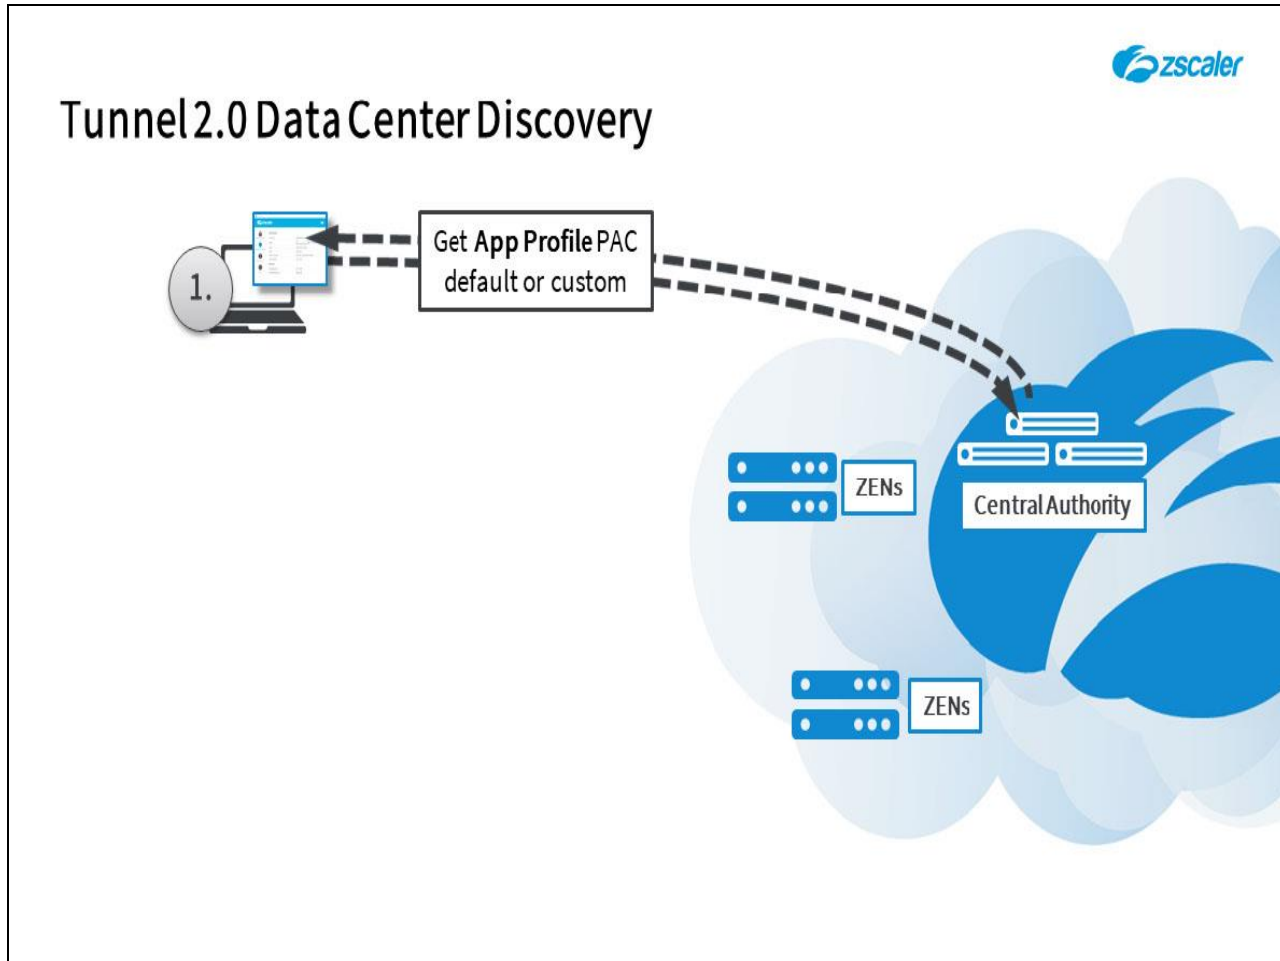 zscaler
Tunnel 2.0 Data Center Discovery
1.
Get App Profile PAC
default or custom
ZENs
Central Authority
ZENs